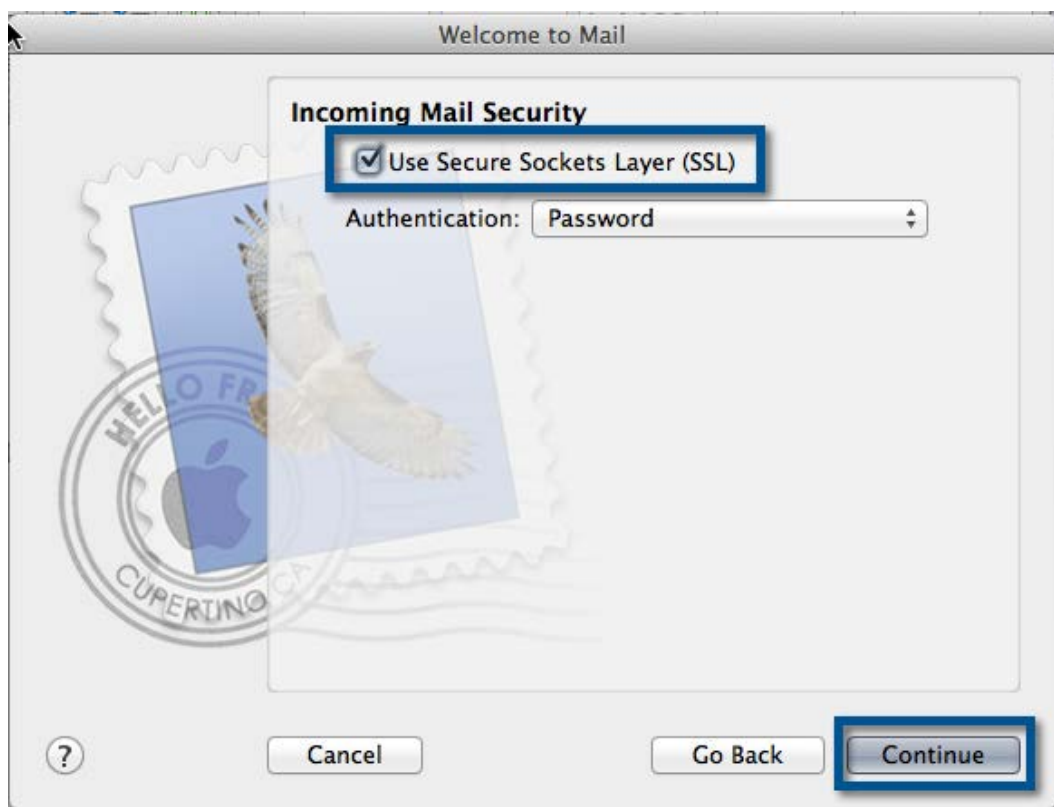 Welcome to Mail
Incoming Mail Security
Use Secure Sockets Layer (SSL)
Authentication: Password
HELLO FR
CUPERTINO CA
?
Cancel
Go Back
Continue